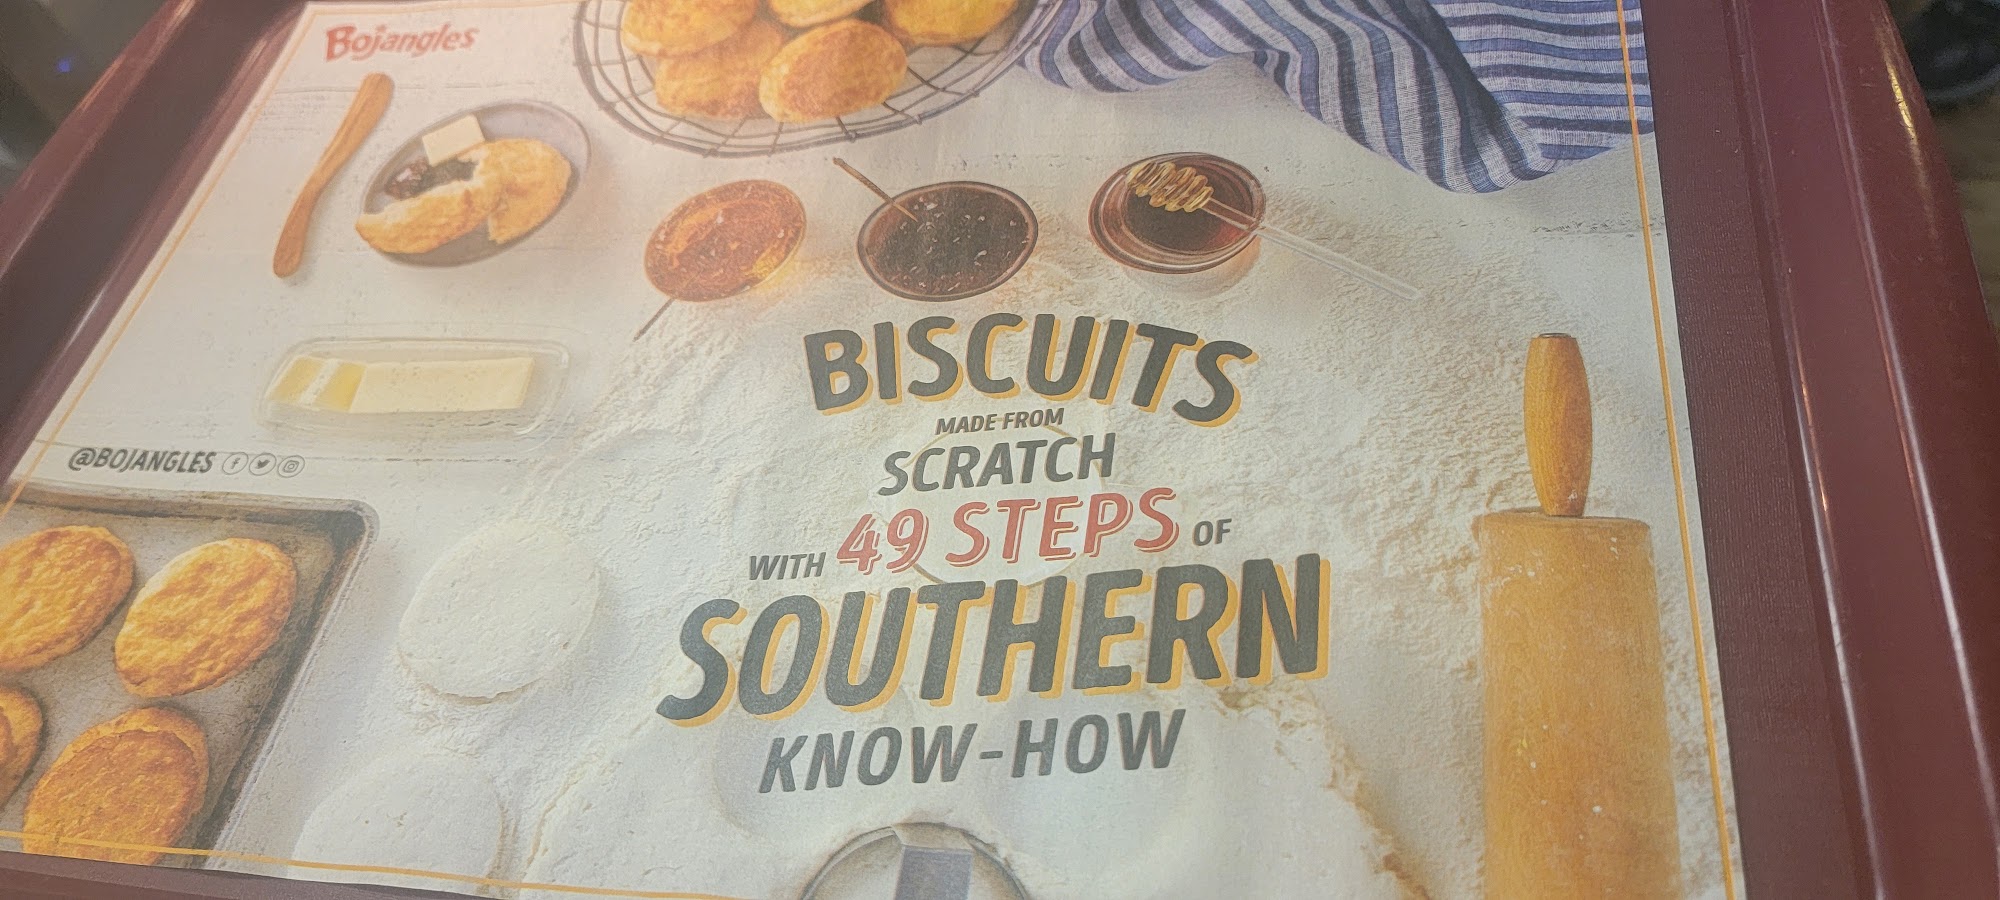 Bojangles
BISCUITS
MADE FROM
SCRATCH
WITH 49 STEPS OF
SOUTHERN
KNOW-HOW
@BOJANGLES